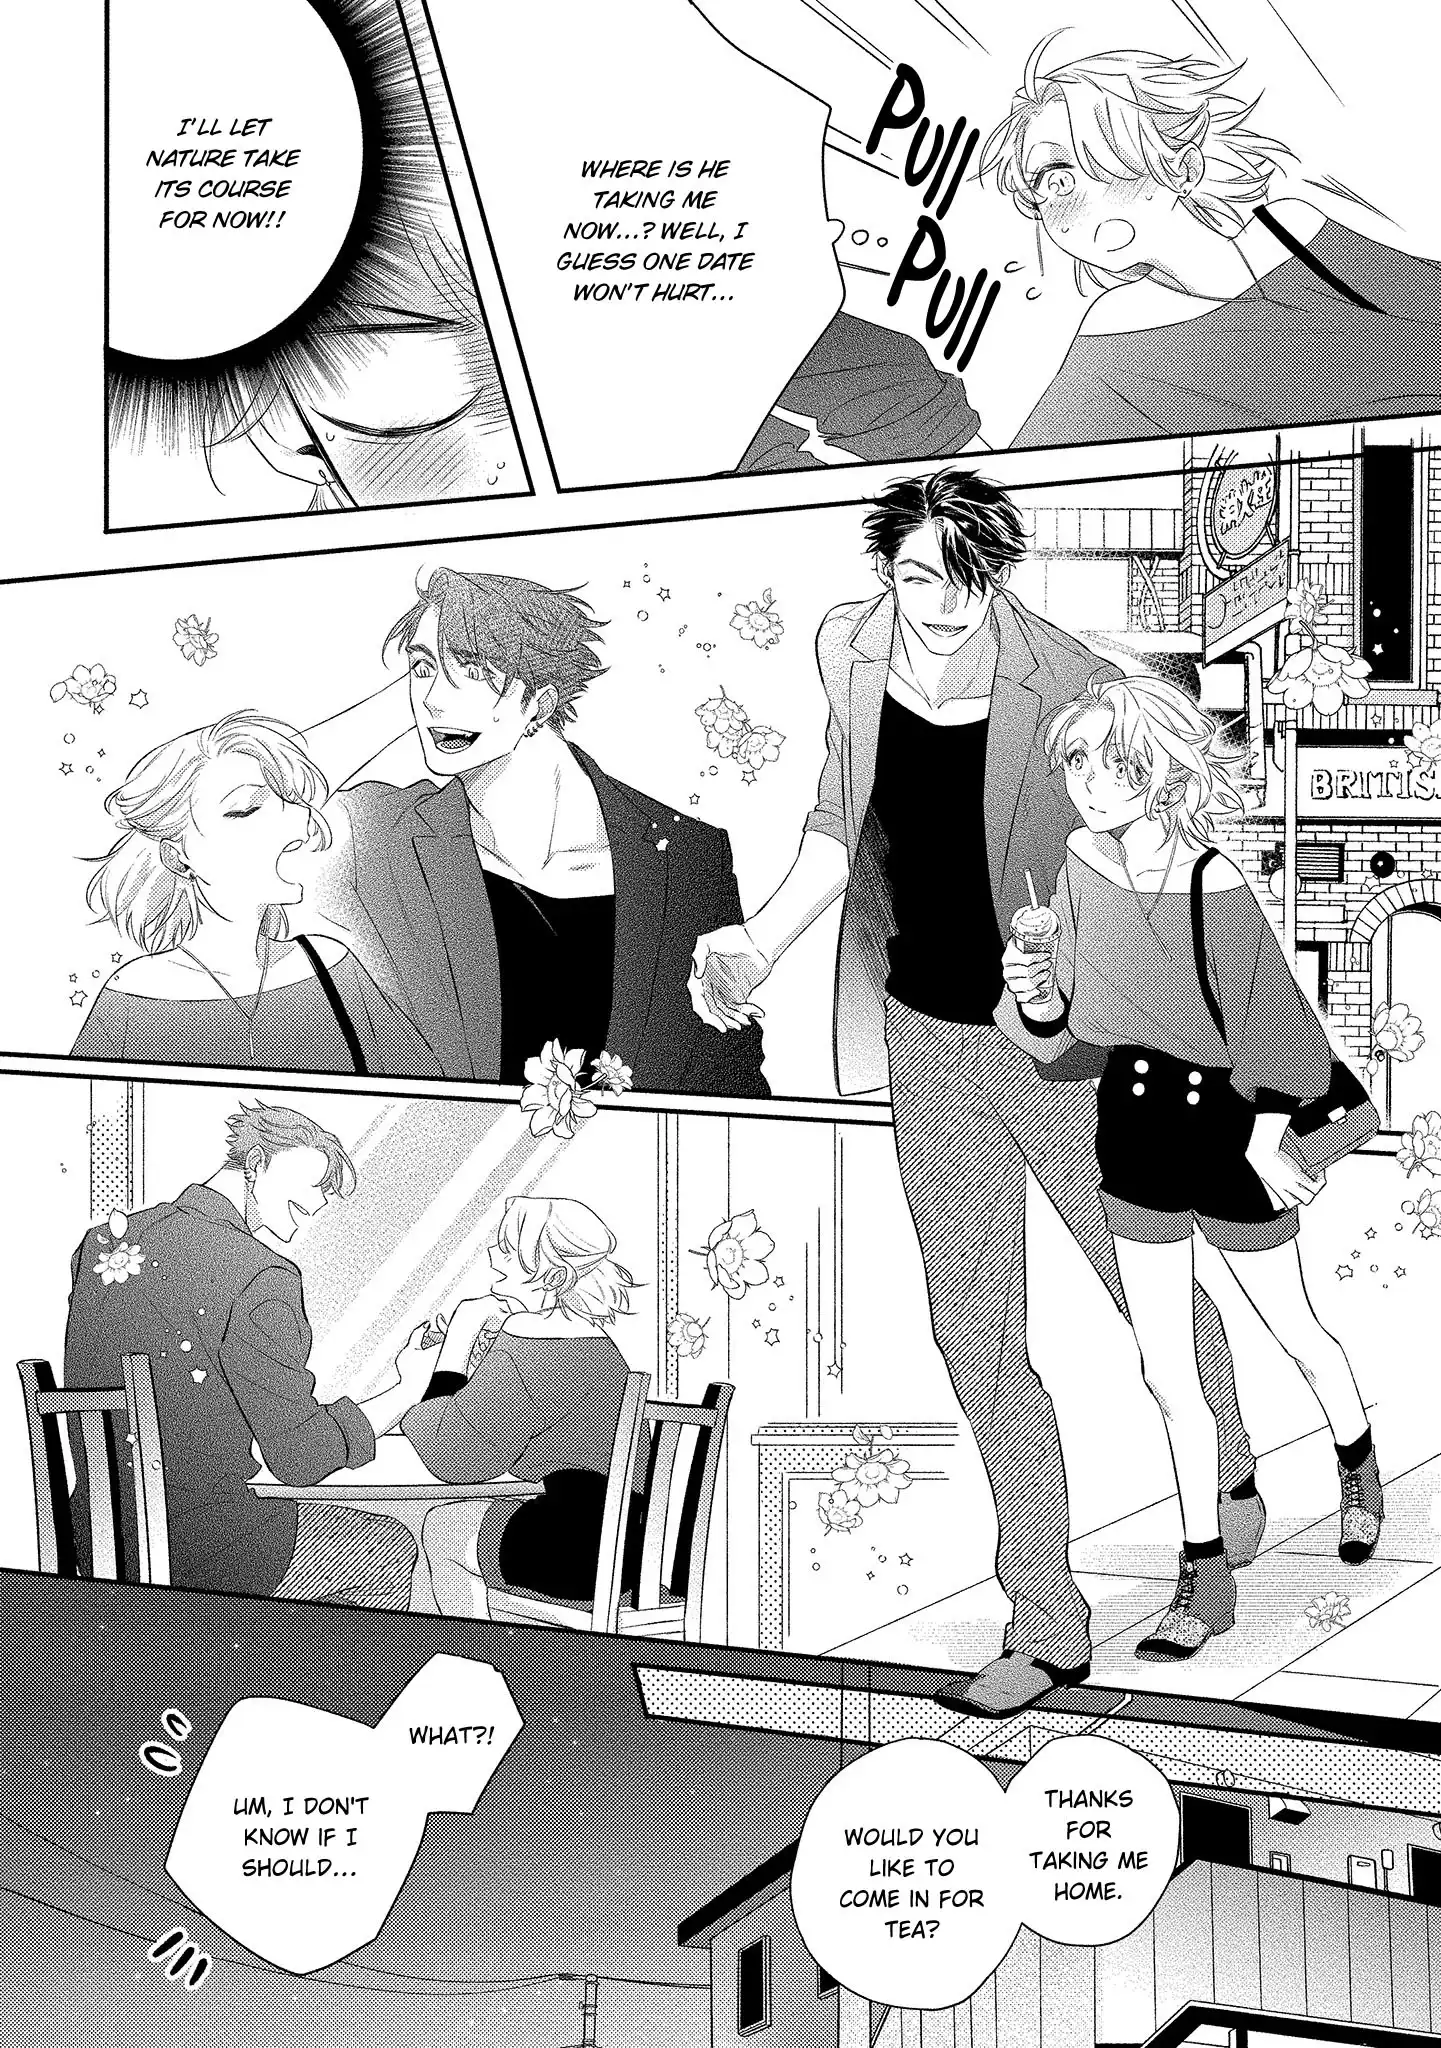 PULL
PULL
WHERE IS HE
TAKING ME
NOW...? WELL, I
GUESS ONE DATE
WON'T HURT...
I'LL LET
NATURE TAKE
ITS COURSE
FOR NOW!!
BRITIS
THANKS
FOR
TAKING ME
HOME.
WOULD YOU
LIKE TO
COME IN FOR
TEA?
WHAT?!
UM, I DON'T
KNOW IF I
SHOULD...